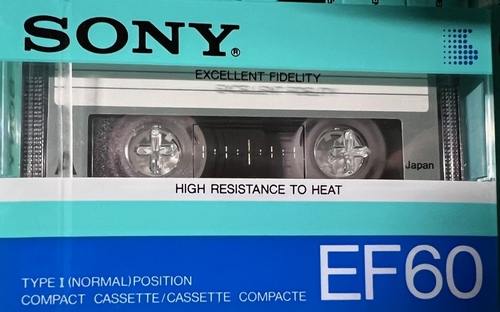 SONY®
EXCELLENT FIDELITY
A
Japan
HIGH RESISTANCE TO HEAT
TYPE I (NORMAL) POSITION
COMPACT CASSETTE/CASSETTE COMPACTE
EF60